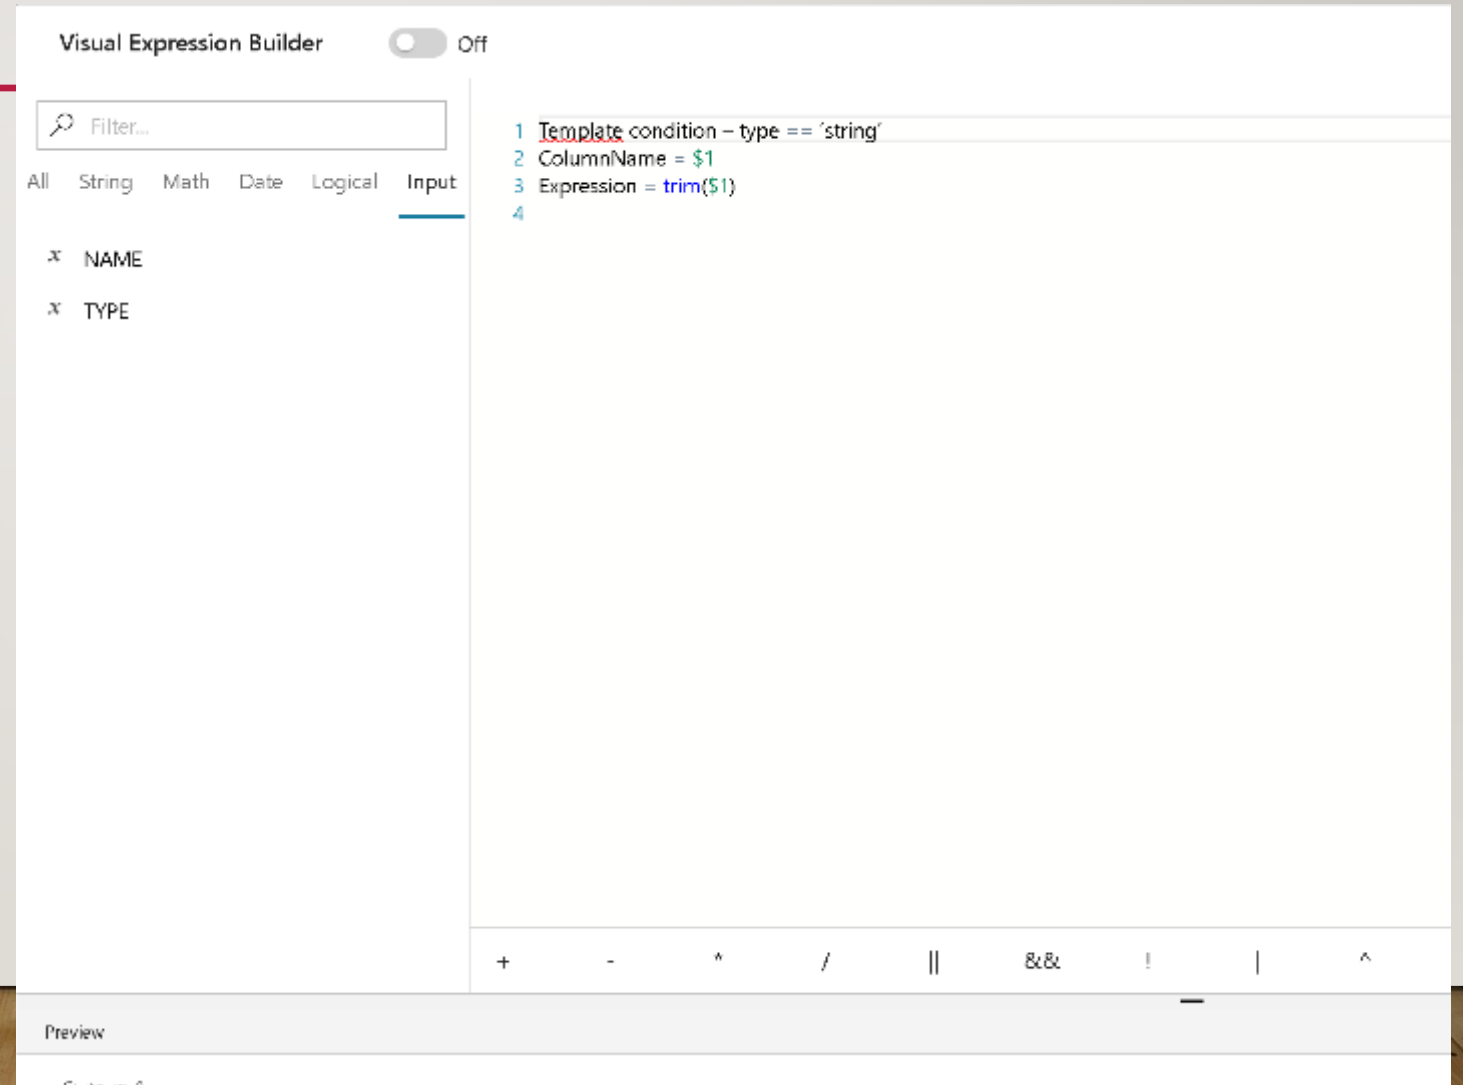 Visual Expression Builder Off
Filter...
All String Math Date Logical Input
x NAME
x TYPE
1 Template condition – type == ‘string’
2 ColumnName = $1
3 Expression = trim($1)
4
+ - * / || && ! | ^
Preview